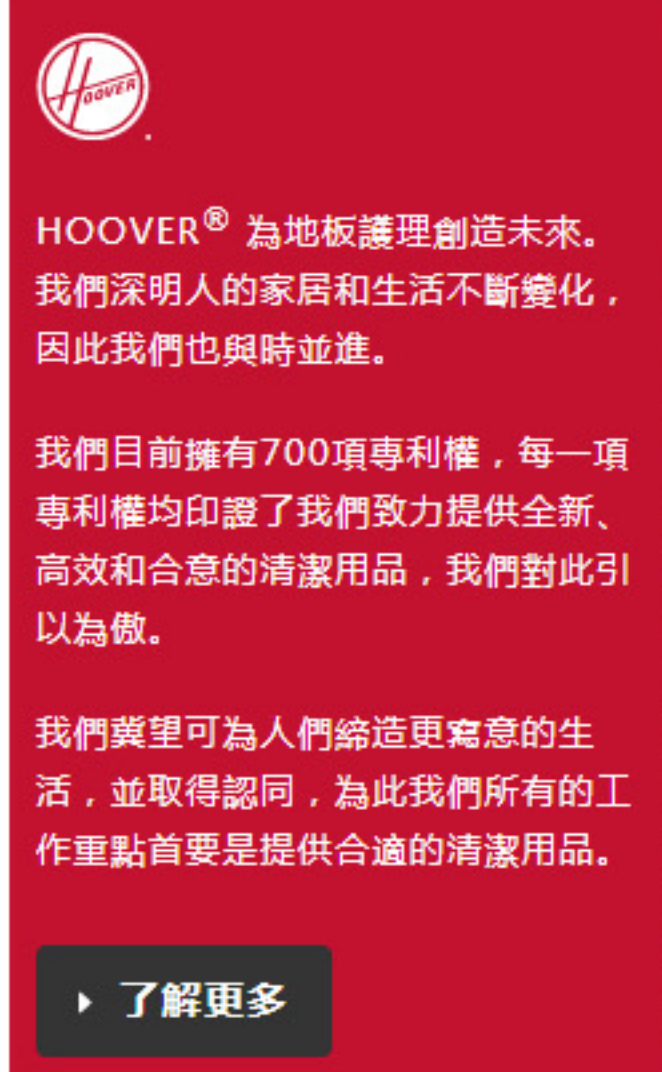 HOOVER
HOOVER® 為地板護理創造未來。
我們深明人的家居和生活不斷變化，
因此我們也與時並進。
我們目前擁有700項專利權，每一項
專利權均印證了我們致力提供全新、
高效和合意的清潔用品，我們對此引
以為傲。
我們冀望可為人們締造更寫意的生
活，並取得認同，為此我們所有的工
作重點首要是提供合適的清潔用品。
了解更多